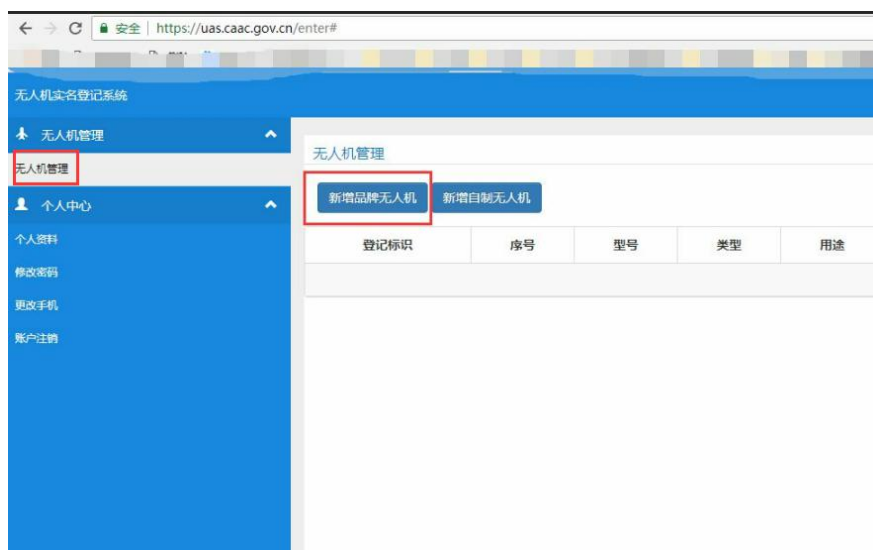 安全 | https://uas.caac.gov.cn/enter#
无人机实名登记系统
无人机管理
无人机管理
个人中心
个人资料
修改密码
更改手机
账户注销
无人机管理
新增品牌无人机 新增自制无人机
登记标识 序号 型号 类型 用途